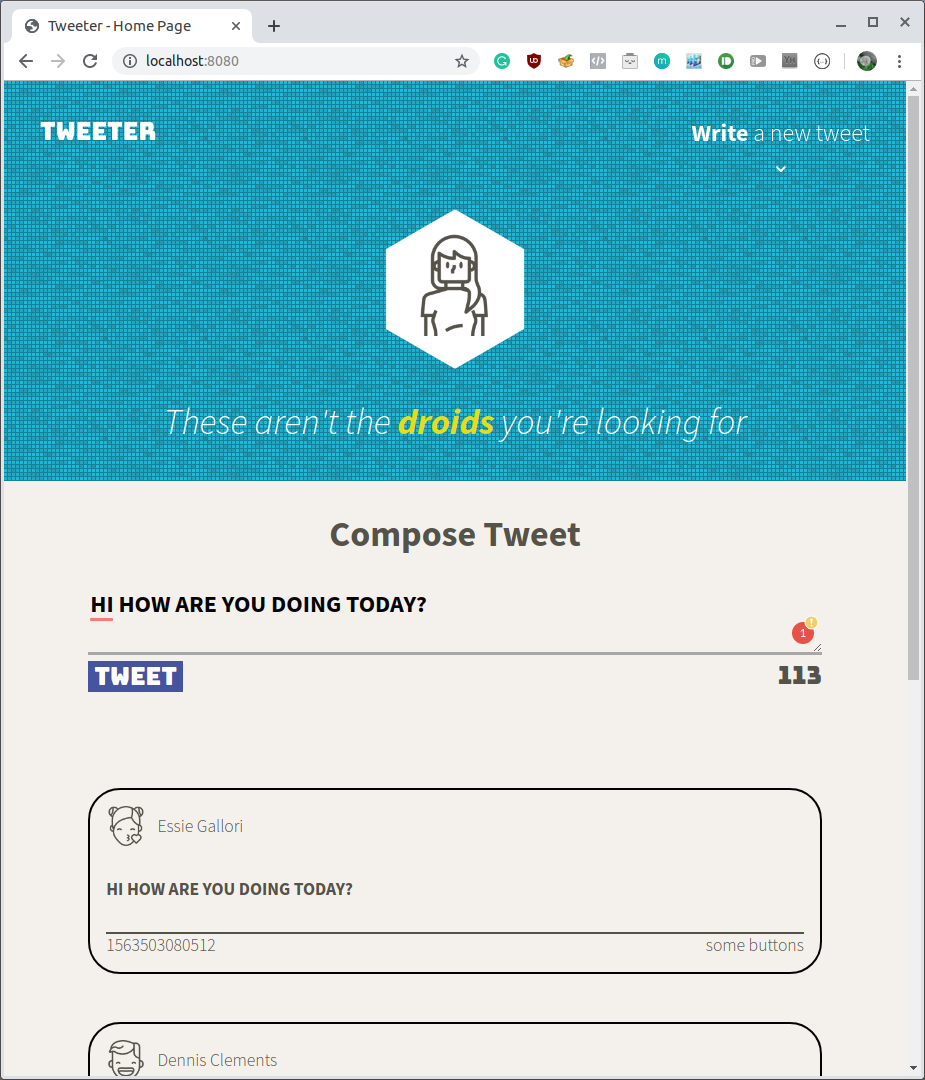 Tweeter - Home Page
localhost:8080
TWEETER
Write a new tweet
These aren't the droids you're looking for
Compose Tweet
HI HOW ARE YOU DOING TODAY?
1
!
TWEET
113
Essie Gallori
HI HOW ARE YOU DOING TODAY?
1563503080512
some buttons
Dennis Clements